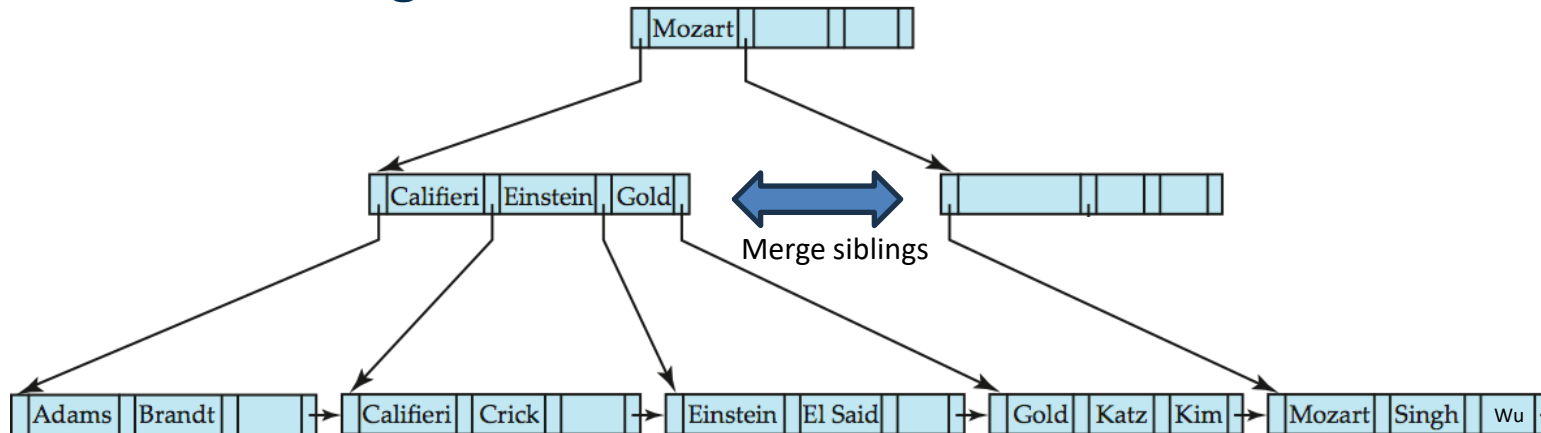 Mozart
Califieri Einstein Gold
Merge siblings
Adams Brandt Califieri Crick Einstein El Said Gold Katz Kim Mozart Singh Wu